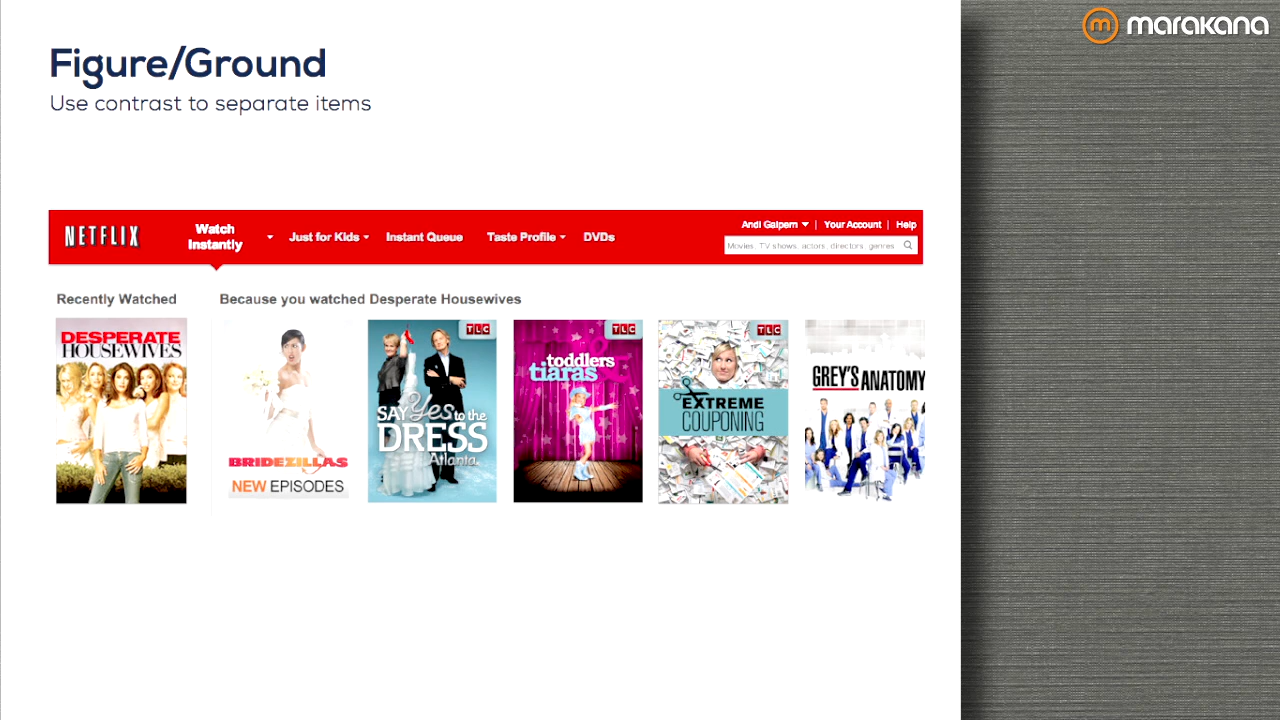 m marakana
Figure/Ground
Use contrast to separate items
NETFLIX
Watch
Instantly
Just for Kids
Instant Queue
Taste Profile
DVDs
Andi Galpern | Your Account | Help
Movies, TV shows, actors, directors, genres
Recently Watched
Because you watched Desperate Housewives
DESPERATE
HOUSEWIVES
BRIDEZILLAS
NEW EPISODES
TLC
SAY Yes to the
DRESS
Atlanta
TLC
toddlers
tiaras
TLC
EXTREME
COUPONING
GREY'S ANATOMY